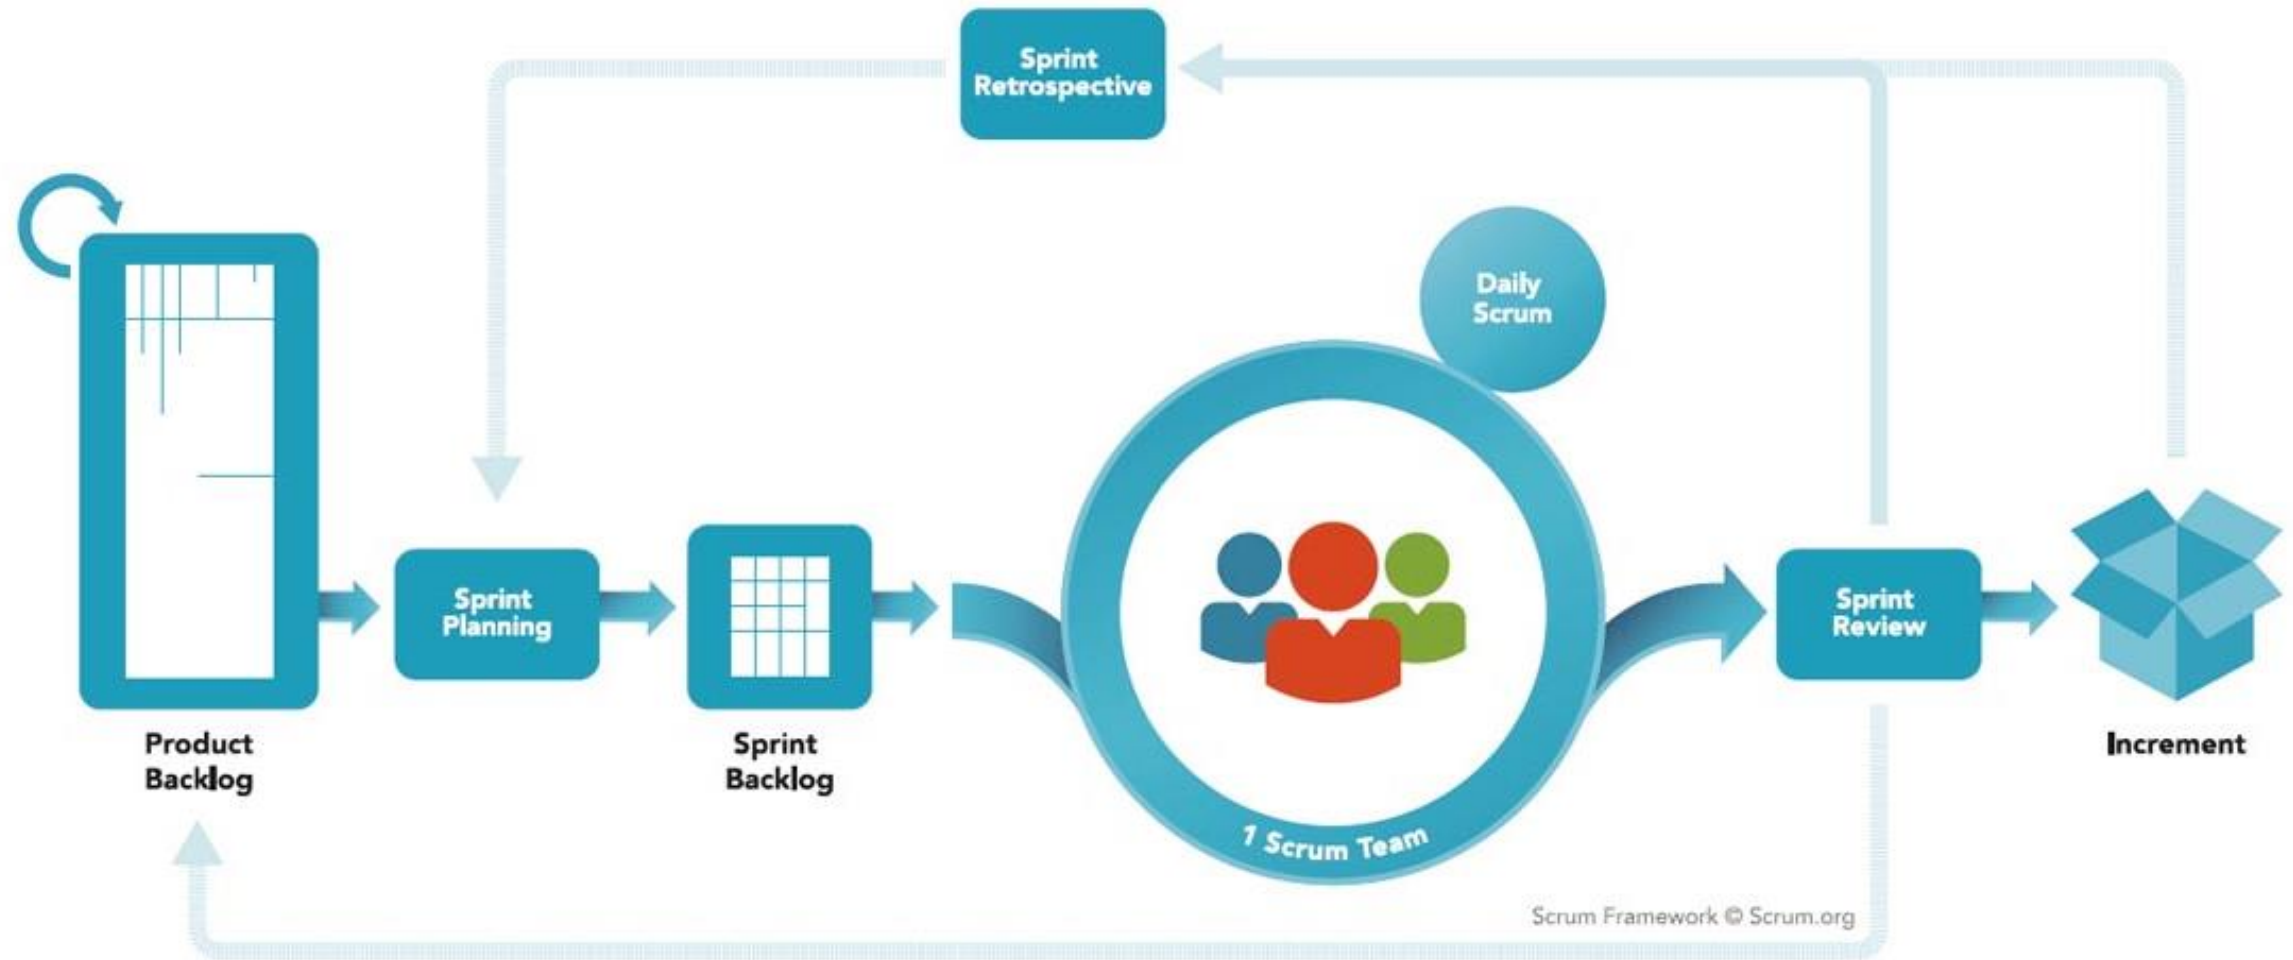 Sprint
Retrospective
Daily
Scrum
Sprint
Planning
Sprint
Review
Product
Backlog
Sprint
Backlog
Increment
1 Scrum Team
Scrum Framework © Scrum.org